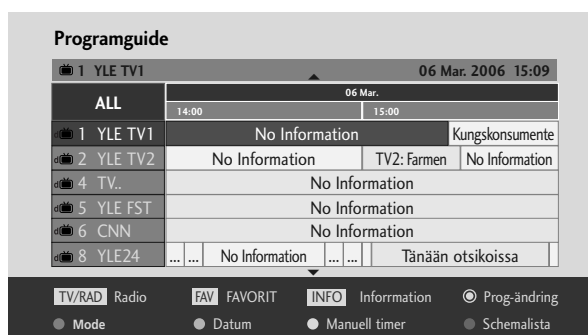 Programguide
1 YLE TV1 06 Mar. 2006 15:09
ALL 06 Mar.
14:00 15:00
1 YLE TV1 No Information Kungskonsumente
2 YLE TV2 No Information TV2: Farmen No Information
4 TV.. No Information
5 YLE FST No Information
6 CNN No Information
8 YLE24 ... ... No Information ... ... Tänään otsikoissa
TV/RAD Radio FAV FAVORIT INFO Inforrmation Prog-ändring
Mode Datum Manuell timer Schemalista